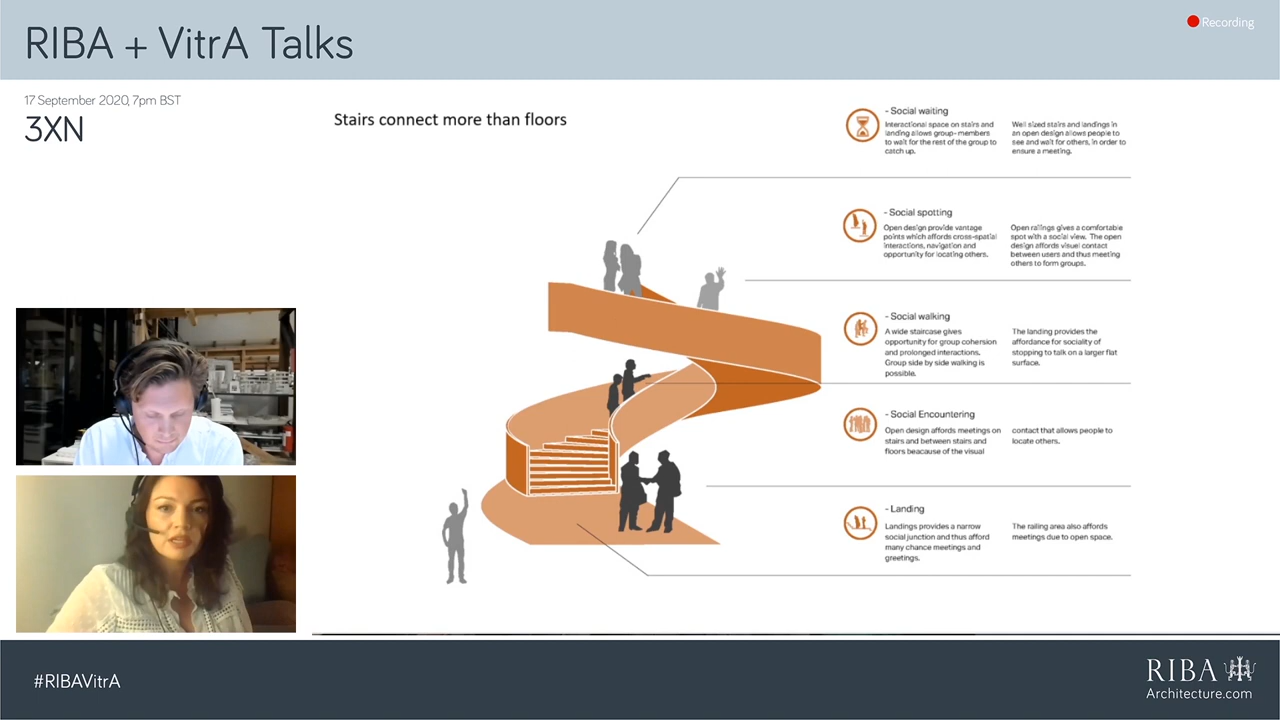 RIBA + VitrA Talks
Recording
17 September 2020, 7pm BST
3XN
Stairs connect more than floors
- Social waiting
Interactional space on stairs and
landing allows group- members
to wait for the rest of the group to
catch up.
Well sized stairs and landings in
an open design allows people to
see and wait for others, in order to
ensure a meeting.
- Social spotting
Open design provide vantage
points which affords cross-spatial
interactions, navigation and
opportunity for locating others.
Open railings gives a comfortable
spot with a social view. The open
design affords visual contact
between users and thus meeting
others to form groups.
- Social walking
A wide staircase gives
opportunity for group cohersion
and prolonged interactions.
Group side by side walking is
possible.
The landing provides the
affordance for sociality of
stopping to talk on a larger flat
surface.
- Social Encountering
Open design affords meetings on
stairs and between stairs and
floors beacause of the visual
contact that allows people to
locate others.
- Landing
Landings provides a narrow
social junction and thus afford
many chance meetings and
greetings.
The railing area also affords
meetings due to open space.
#RIBAVitrA
RIBA
Architecture.com